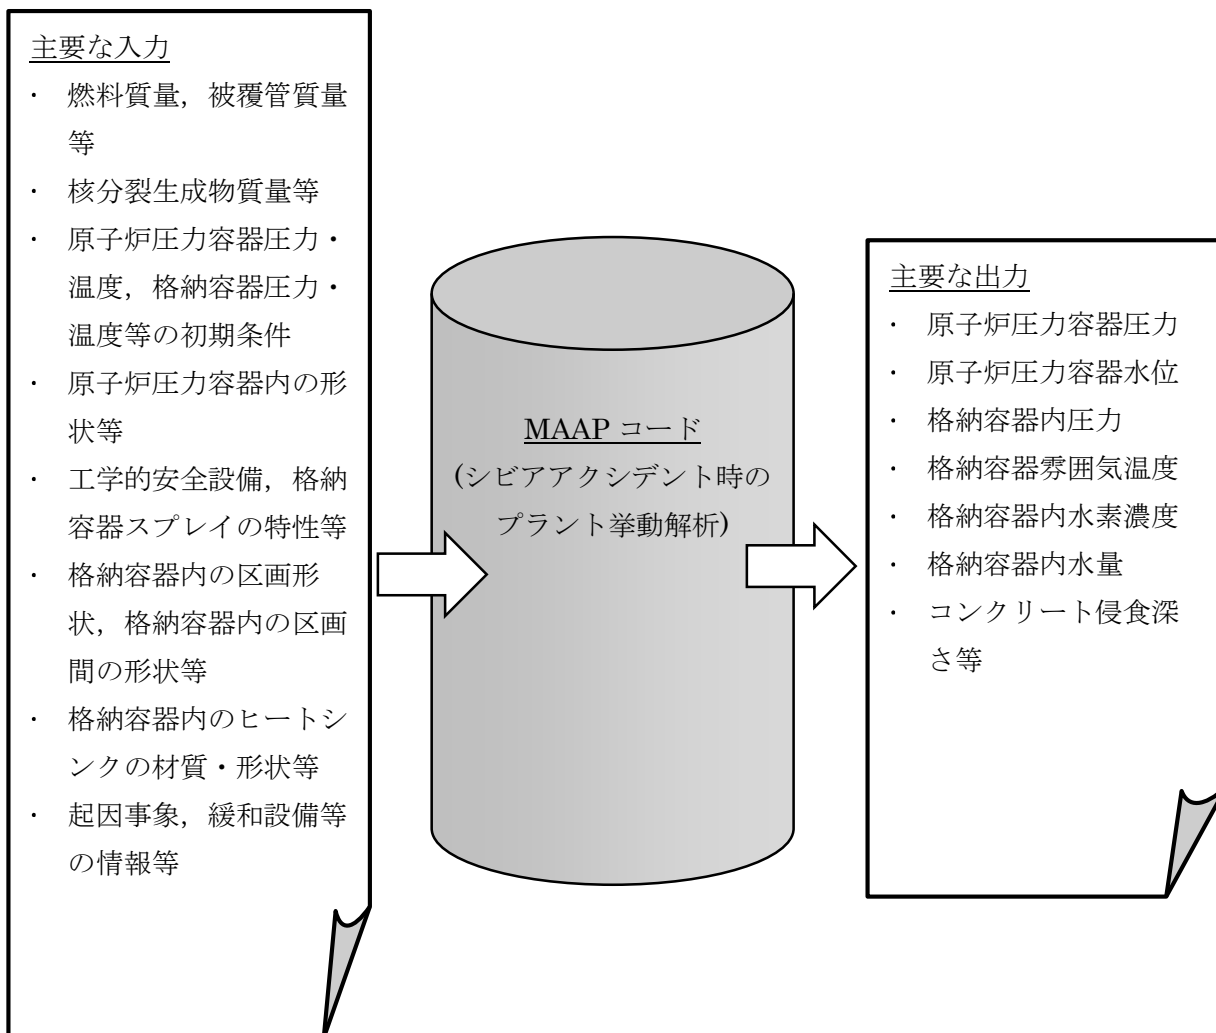 主要な入力
・ 燃料質量，被覆管質量
等
・ 核分裂生成物質量等
・ 原子炉圧力容器圧力・
温度，格納容器圧力・
温度等の初期条件
・ 原子炉圧力容器内の形
状等
・ 工学的安全設備，格納
容器スプレイの特性等
・ 格納容器内の区画形
状，格納容器内の区画
間の形状等
・ 格納容器内のヒートシ
ンクの材質・形状等
・ 起因事象，緩和設備等
の情報等
MAAP コード
(シビアアクシデント時の
プラント挙動解析)
主要な出力
・ 原子炉圧力容器圧力
・ 原子炉圧力容器水位
・ 格納容器内圧力
・ 格納容器雰囲気温度
・ 格納容器内水素濃度
・ 格納容器内水量
・ コンクリート侵食深
さ等